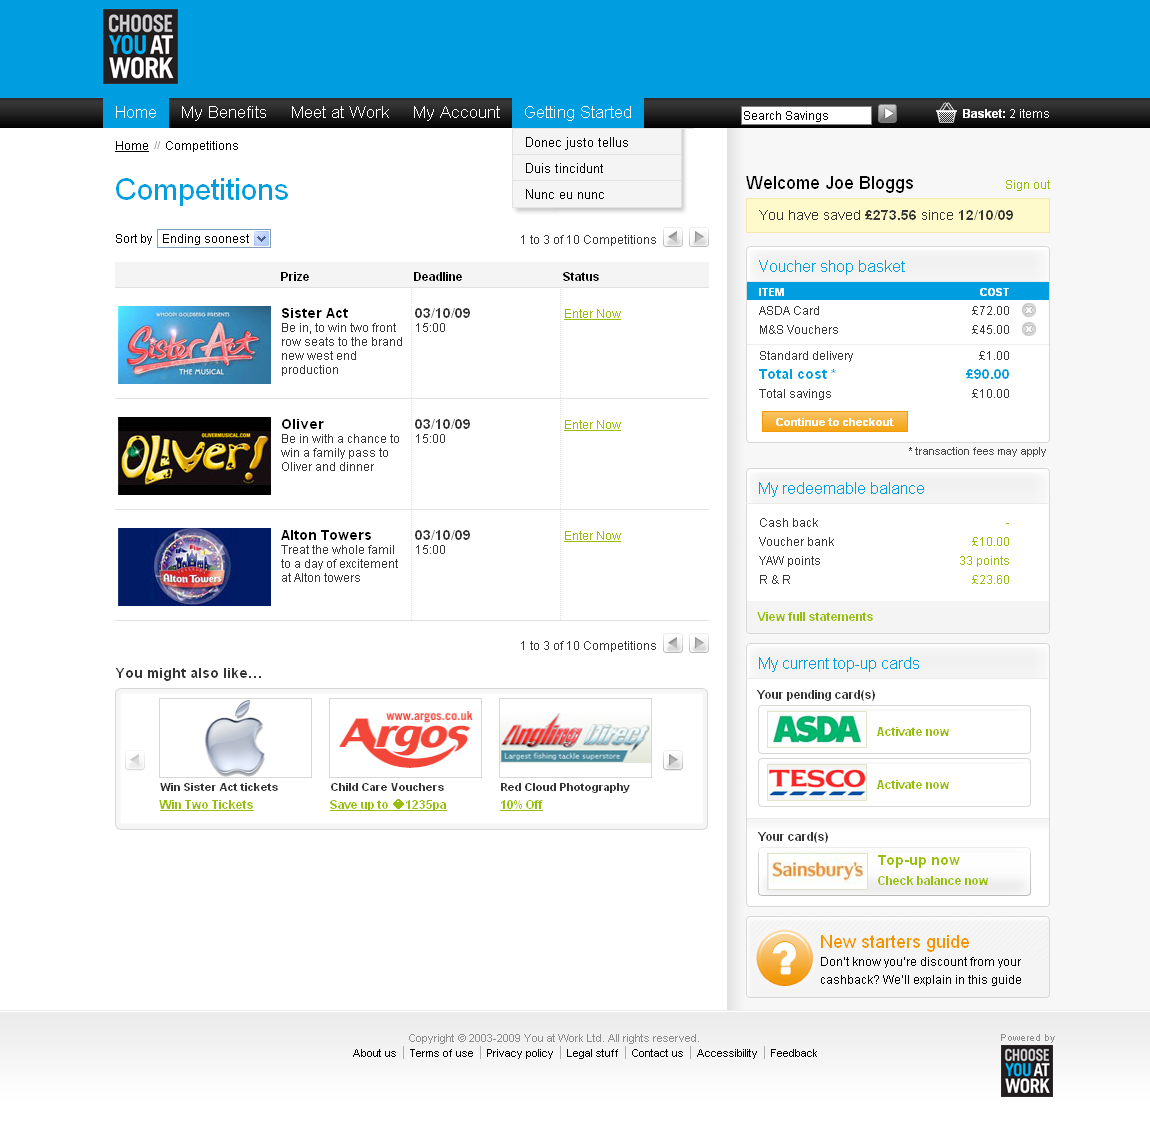 CHOOSE
YOU AT
WORK
Home
My Benefits
Meet at Work
My Account
Getting Started
Search Savings
Basket: 2 items
Donec justo tellus
Duis tincidunt
Nunc eu nunc
Home // Competitions
Competitions
Sort by Ending soonest
1 to 3 of 10 Competitions
Prize Deadline Status
WHOOPI GOLDBERG PRESENTS
Sister Act
THE MUSICAL
Sister Act
Be in, to win two front
row seats to the brand
new west end
production
03/10/09
15:00
Enter Now
OLIVERMUSICAL.COM
OLiver!
Oliver
Be in with a chance to
win a family pass to
Oliver and dinner
03/10/09
15:00
Enter Now
Alton Towers
Alton Towers
Treat the whole famil
to a day of excitement
at Alton towers
03/10/09
15:00
Enter Now
1 to 3 of 10 Competitions
You might also like...
Win Sister Act tickets
Win Two Tickets
www.argos.co.uk
Argos
Child Care Vouchers
Save up to �1235pa
Angling Direct
Largest fishing tackle superstore
Red Cloud Photography
10% Off
Welcome Joe Bloggs
Sign out
You have saved £273.56 since 12/10/09
Voucher shop basket
ITEM COST
ASDA Card £72.00
M&S Vouchers £45.00
Standard delivery £1.00
Total cost * £90.00
Total savings £10.00
Continue to checkout
* transaction fees may apply
My redeemable balance
Cash back -
Voucher bank £10.00
YAW points 33 points
R & R £23.60
View full statements
My current top-up cards
Your pending card(s)
ASDA
Activate now
TESCO
Activate now
Your card(s)
Sainsbury's
Top-up now
Check balance now
?
New starters guide
Don't know you're discount from your
cashback? We'll explain in this guide
Copyright © 2003-2009 You at Work Ltd. All rights reserved.
About us | Terms of use | Privacy policy | Legal stuff | Contact us | Accessibility | Feedback
Powered by
CHOOSE
YOU AT
WORK